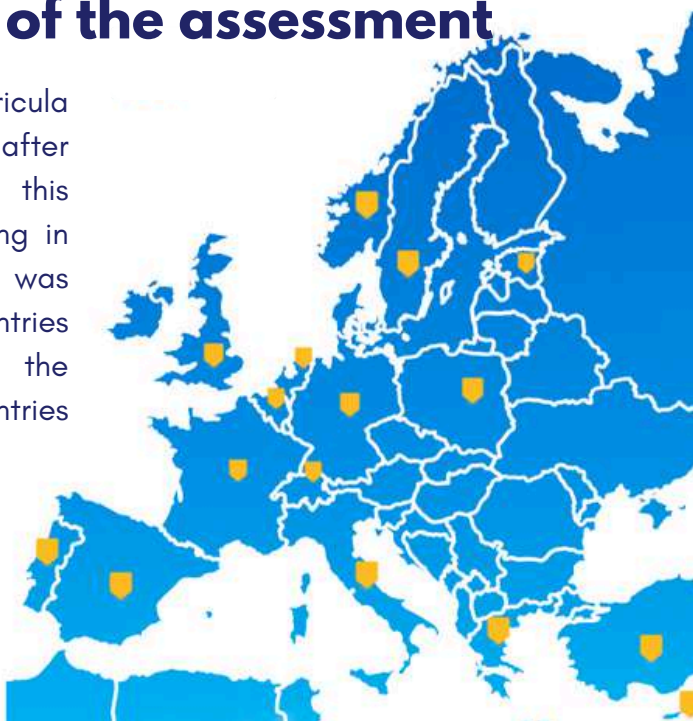 of the assessment
ricula
after
this
ng in
was
ntries
the
ntries